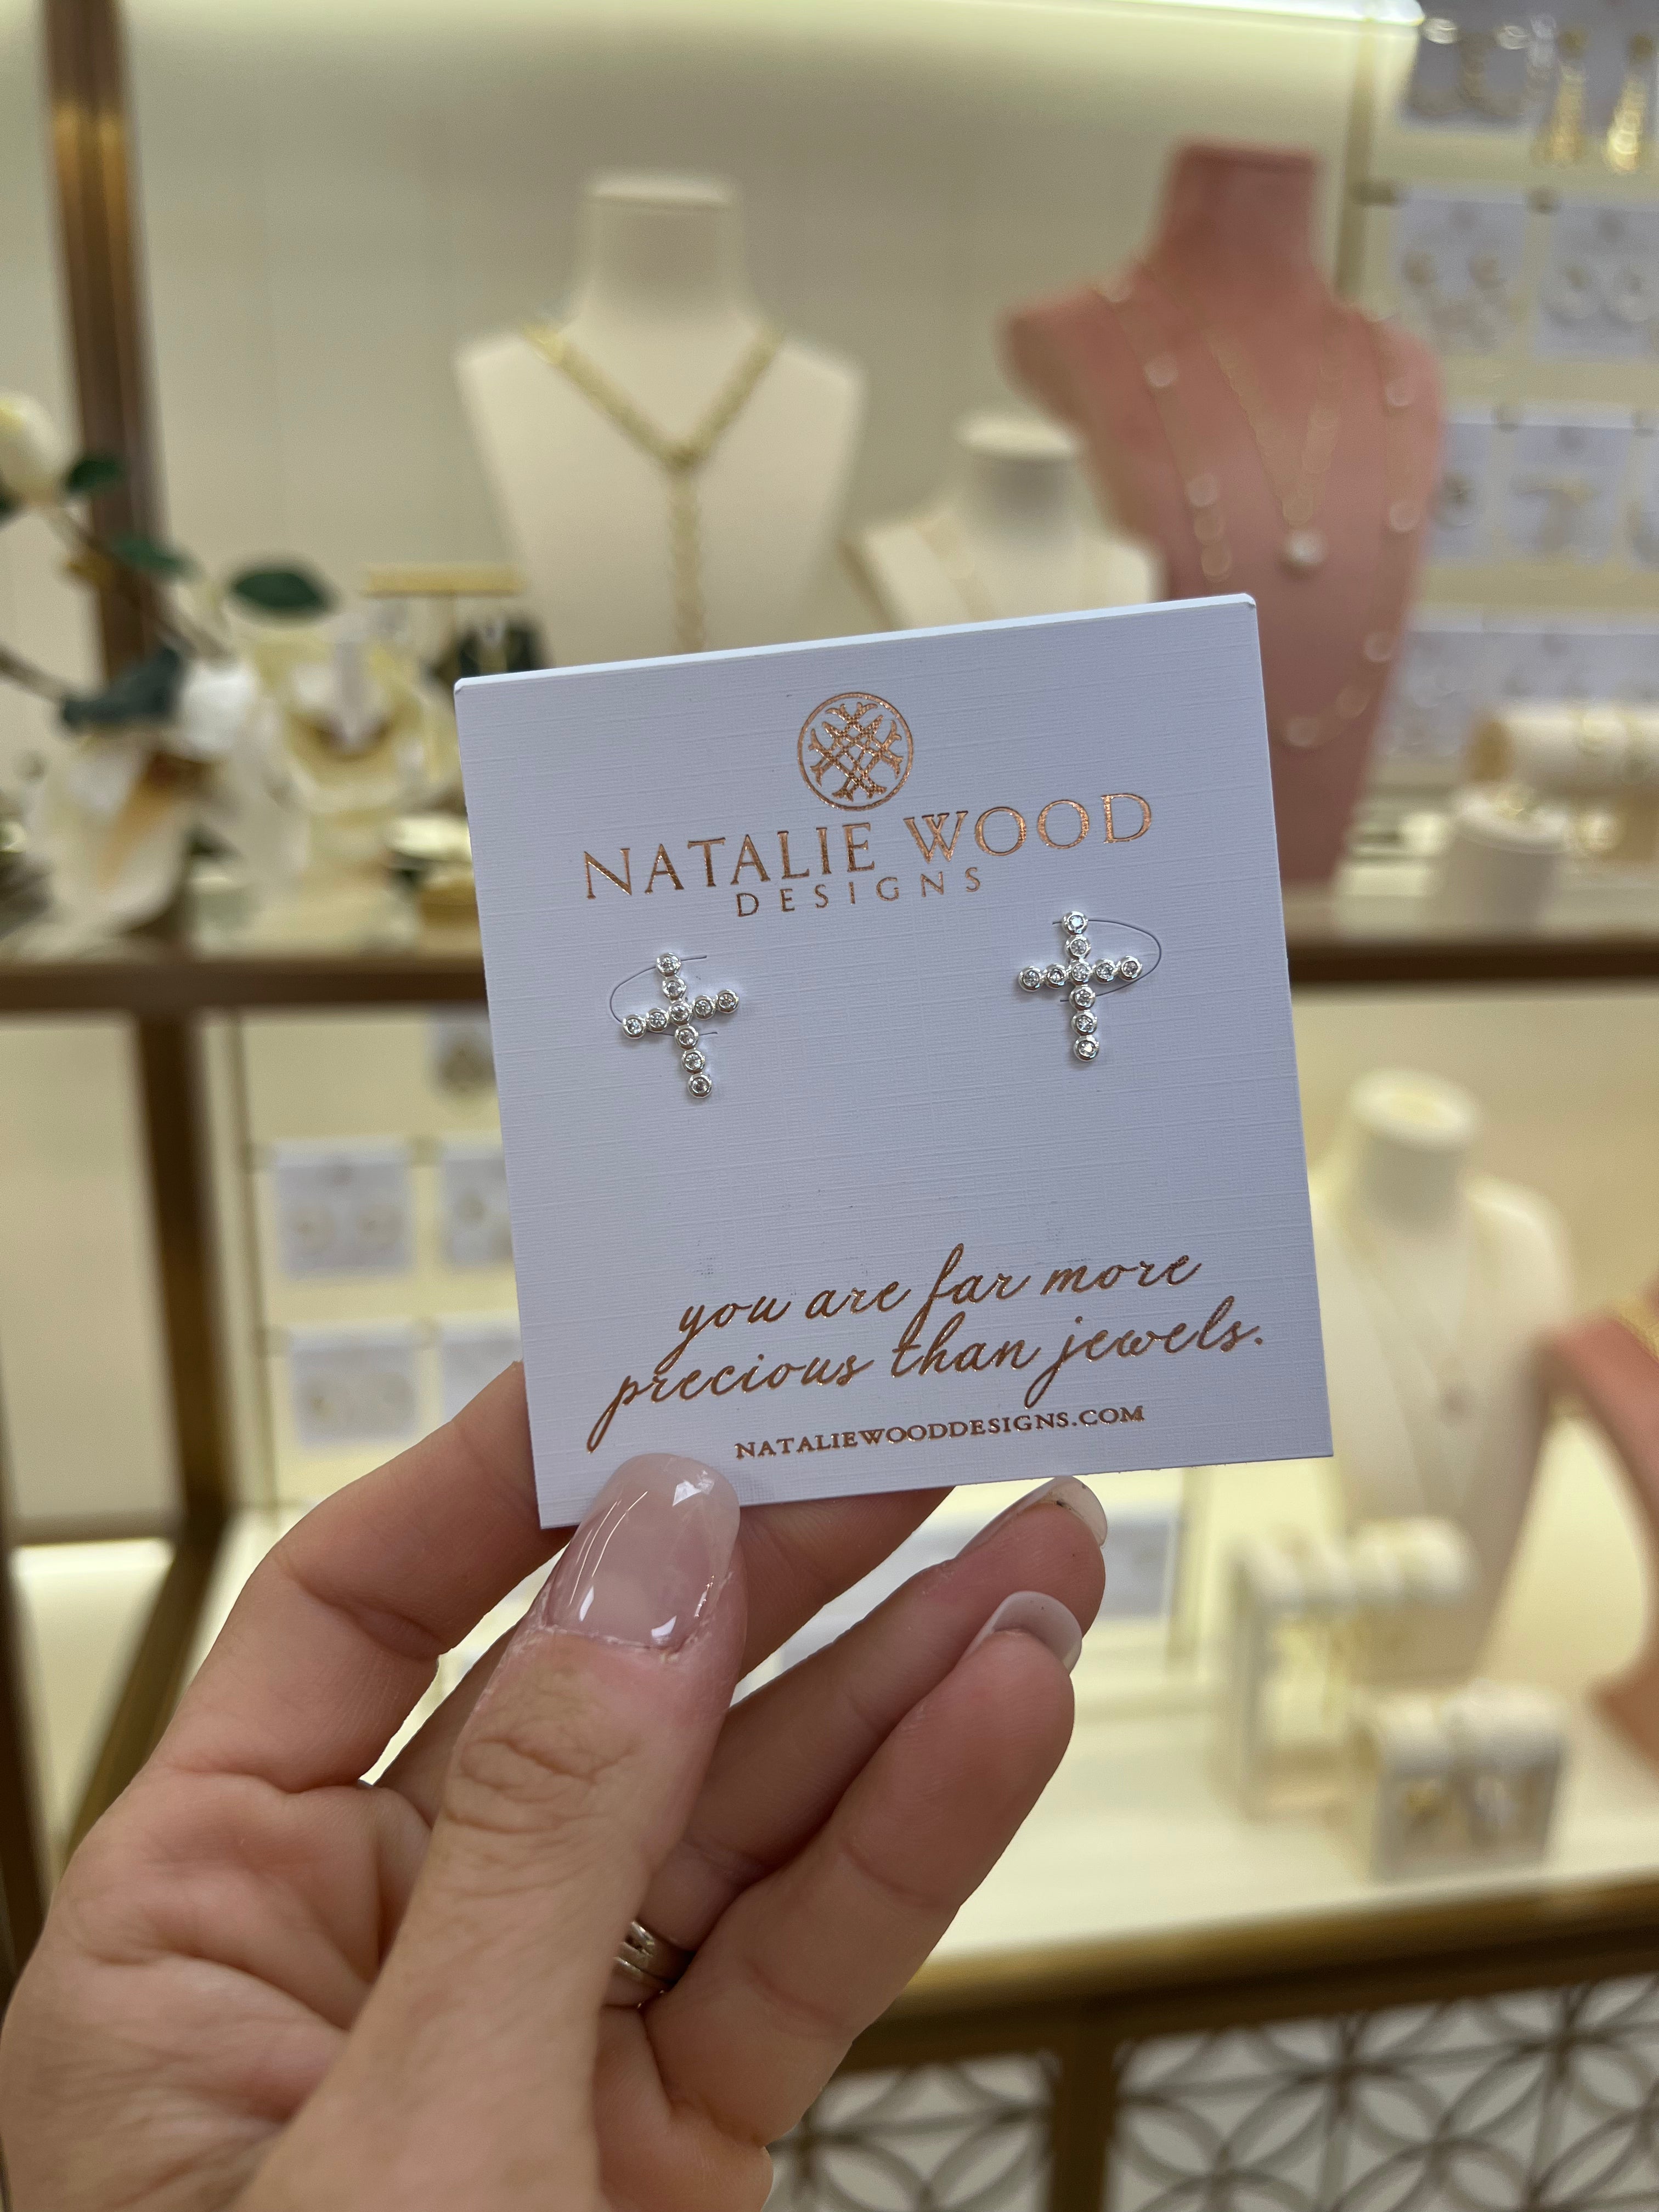 NATALIE WOOD
DESIGNS
you are far more
precious than jewels.
NATALIEWOODDESIGNS.COM